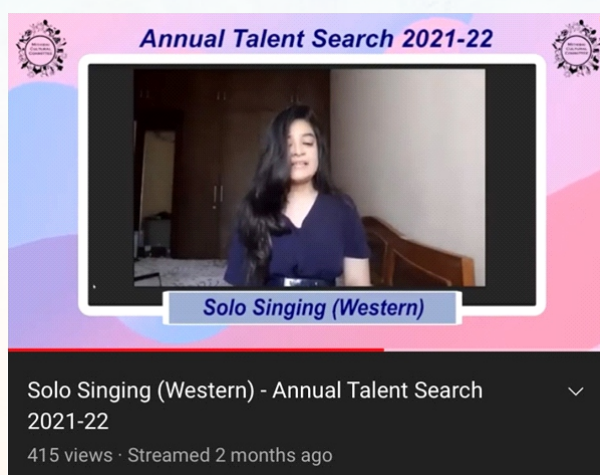 Annual Talent Search 2021-22
Solo Singing (Western)
Solo Singing (Western) - Annual Talent Search
2021-22
415 views · Streamed 2 months ago